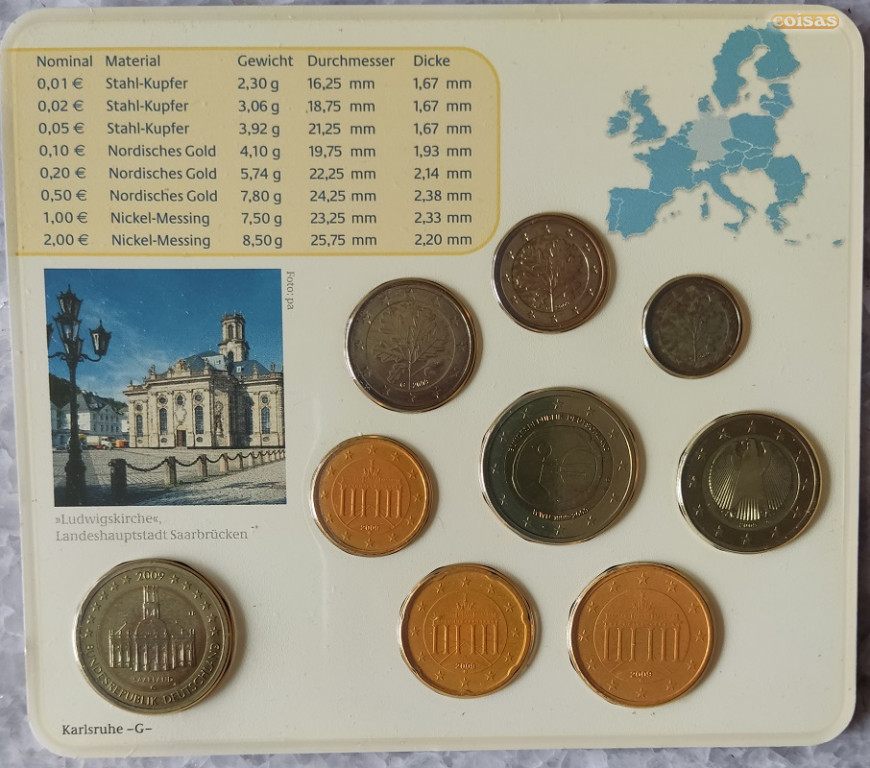 coisas
Nominal Material Gewicht Durchmesser Dicke
0,01 € Stahl-Kupfer 2,30 g 16,25 mm 1,67 mm
0,02 € Stahl-Kupfer 3,06 g 18,75 mm 1,67 mm
0,05 € Stahl-Kupfer 3,92 g 21,25 mm 1,67 mm
0,10 € Nordisches Gold 4,10 g 19,75 mm 1,93 mm
0,20 € Nordisches Gold 5,74 g 22,25 mm 2,14 mm
0,50 € Nordisches Gold 7,80 g 24,25 mm 2,38 mm
1,00 € Nickel-Messing 7,50 g 23,25 mm 2,33 mm
2,00 € Nickel-Messing 8,50 g 25,75 mm 2,20 mm
Foto: pa
»Ludwigskirche«,
Landeshauptstadt Saarbrücken
2009
SAARLAND
BUNDESREPUBLIK DEUTSCHLAND
2009
Karlsruhe –G–